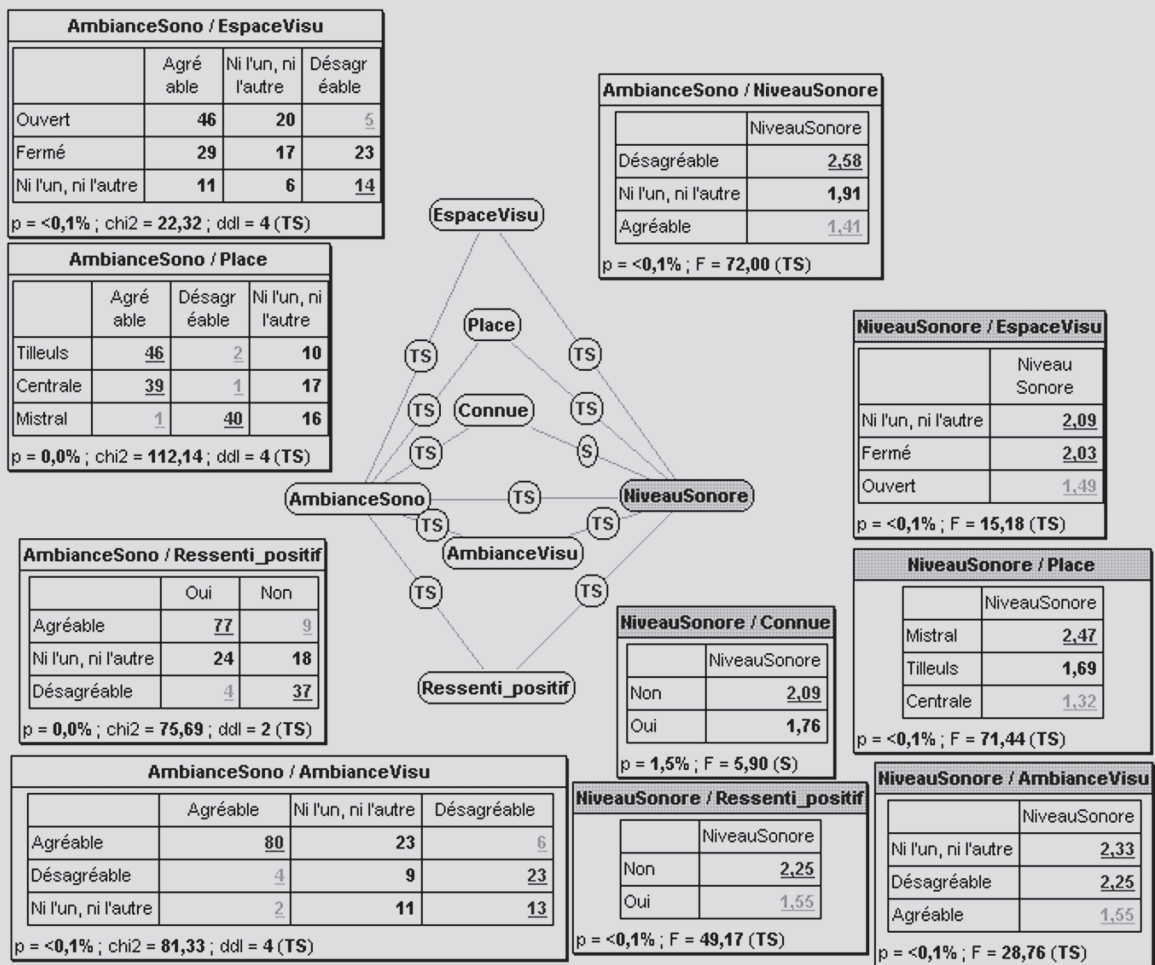 AmbianceSono / EspaceVisu
Agré able Ni l'un, ni l'autre Désagr éable
Ouvert 46 20 5
Fermé 29 17 23
Ni l'un, ni l'autre 11 6 14
p = <0,1% ; chi2 = 22,32 ; ddl = 4 (TS)
AmbianceSono / Place
Agré able Désagr éable Ni l'un, ni l'autre
Tilleuls 46 2 10
Centrale 39 1 17
Mistral 1 40 16
p = 0,0% ; chi2 = 112,14 ; ddl = 4 (TS)
AmbianceSono / Ressenti_positif
Oui Non
Agréable 77 9
Ni l'un, ni l'autre 24 18
Désagréable 4 37
p = 0,0% ; chi2 = 75,69 ; ddl = 2 (TS)
AmbianceSono / AmbianceVisu
Agréable Ni l'un, ni l'autre Désagréable
Agréable 80 23 6
Désagréable 4 9 23
Ni l'un, ni l'autre 2 11 13
p = <0,1% ; chi2 = 81,33 ; ddl = 4 (TS)
EspaceVisu
Place
TS TS
Connue
TS TS
TS S
AmbianceSono TS NiveauSonore
TS TS
AmbianceVisu
TS TS
Ressenti_positif
AmbianceSono / NiveauSonore
NiveauSonore
Désagréable 2,58
Ni l'un, ni l'autre 1,91
Agréable 1,41
p = <0,1% ; F = 72,00 (TS)
NiveauSonore / EspaceVisu
Niveau
Sonore
Ni l'un, ni l'autre 2,09
Fermé 2,03
Ouvert 1,49
p = <0,1% ; F = 15,18 (TS)
NiveauSonore / Place
NiveauSonore
Mistral 2,47
Tilleuls 1,69
Centrale 1,32
p = <0,1% ; F = 71,44 (TS)
NiveauSonore / Connue
NiveauSonore
Non 2,09
Oui 1,76
p = 1,5% ; F = 5,90 (S)
NiveauSonore / Ressenti_positif
NiveauSonore
Non 2,25
Oui 1,55
p = <0,1% ; F = 49,17 (TS)
NiveauSonore / AmbianceVisu
NiveauSonore
Ni l'un, ni l'autre 2,33
Désagréable 2,25
Agréable 1,55
p = <0,1% ; F = 28,76 (TS)